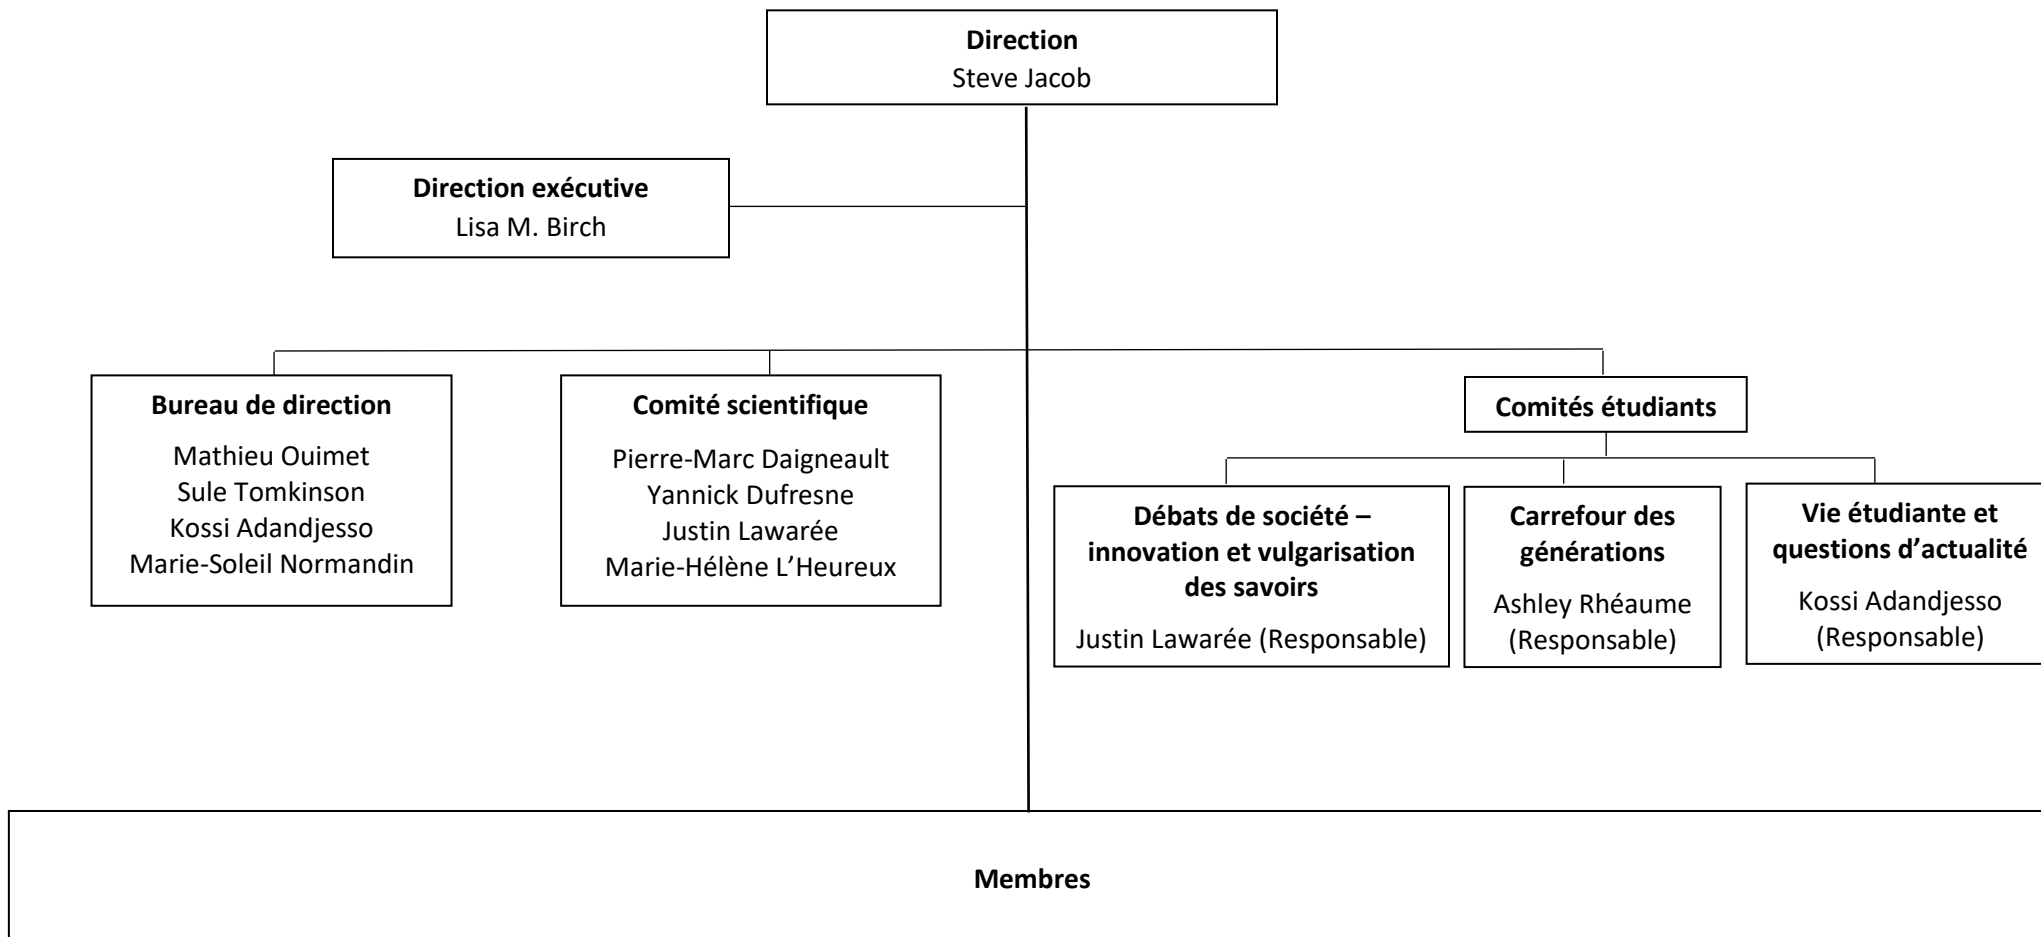 Direction
Steve Jacob
Direction exécutive
Lisa M. Birch
Bureau de direction
Mathieu Ouimet
Sule Tomkinson
Kossi Adandjesso
Marie-Soleil Normandin
Comité scientifique
Pierre-Marc Daigneault
Yannick Dufresne
Justin Lawarée
Marie-Hélène L’Heureux
Comités étudiants
Débats de société –
innovation et vulgarisation
des savoirs
Justin Lawarée (Responsable)
Carrefour des
générations
Ashley Rhéaume
(Responsable)
Vie étudiante et
questions d’actualité
Kossi Adandjesso
(Responsable)
Membres